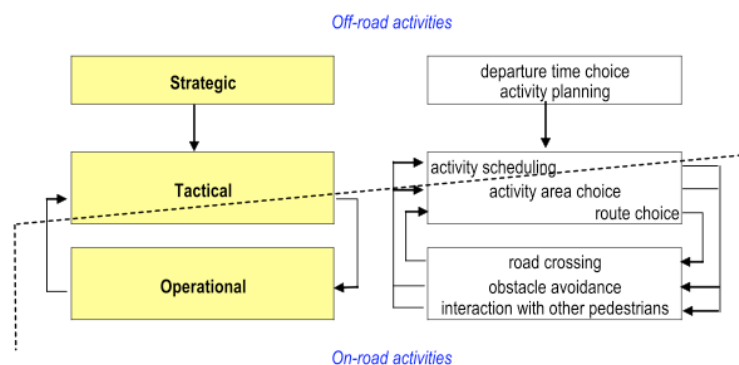 Off-road activities
Strategic
departure time choice
activity planning
Tactical
activity scheduling
activity area choice
route choice
Operational
road crossing
obstacle avoidance
interaction with other pedestrians
On-road activities